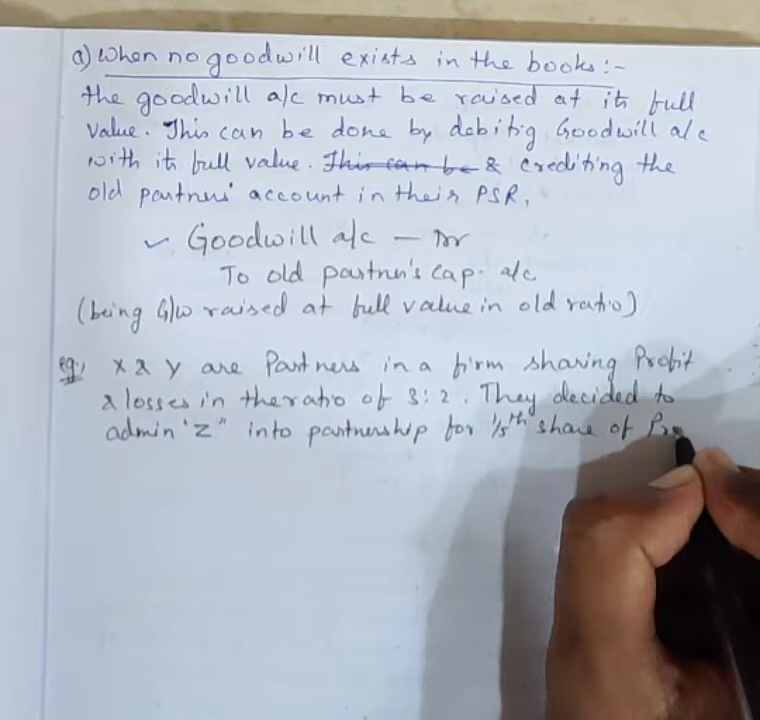 a) When no goodwill exists in the books :-
the goodwill a/c must be raised at its full
value. This can be done by debitig Goodwill a/c
with its full value. This can be & crediting the
old partners' account in their PSR.
✓ Goodwill a/c — Dr
To old partner's cap. a/c
(being G/w raised at full value in old ratio)
eg:, X & Y are Partners in a firm sharing Profit
& losses in the ratio of 3:2. They decided to
admin 'Z" into partnership for 1/5th share of Pro